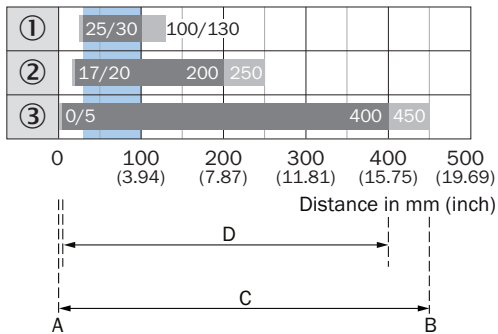 ① 25/30 100/130
② 17/20 200 250
③ 0/5 400 450
0 100 200 300 400 500
(3.94) (7.87) (11.81) (15.75) (19.69)
Distance in mm (inch)
D
C
A B